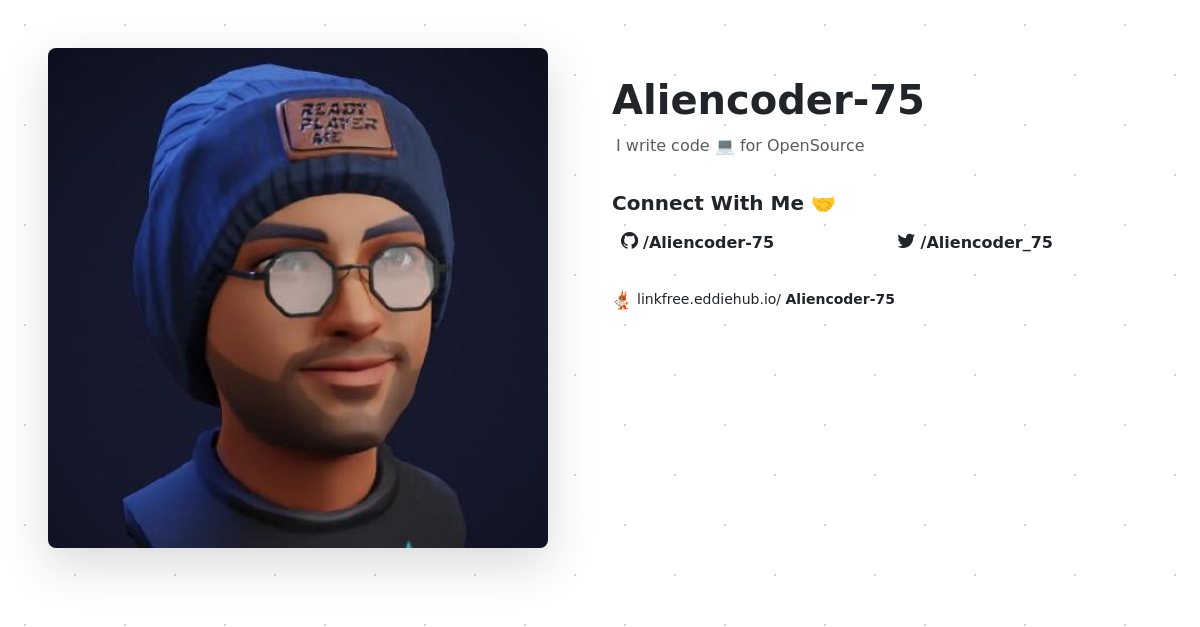 READY
PLAYER
ME
Aliencoder-75
I write code 💻 for OpenSource
Connect With Me 🤝
/Aliencoder-75
/Aliencoder_75
linkfree.eddiehub.io/ Aliencoder-75